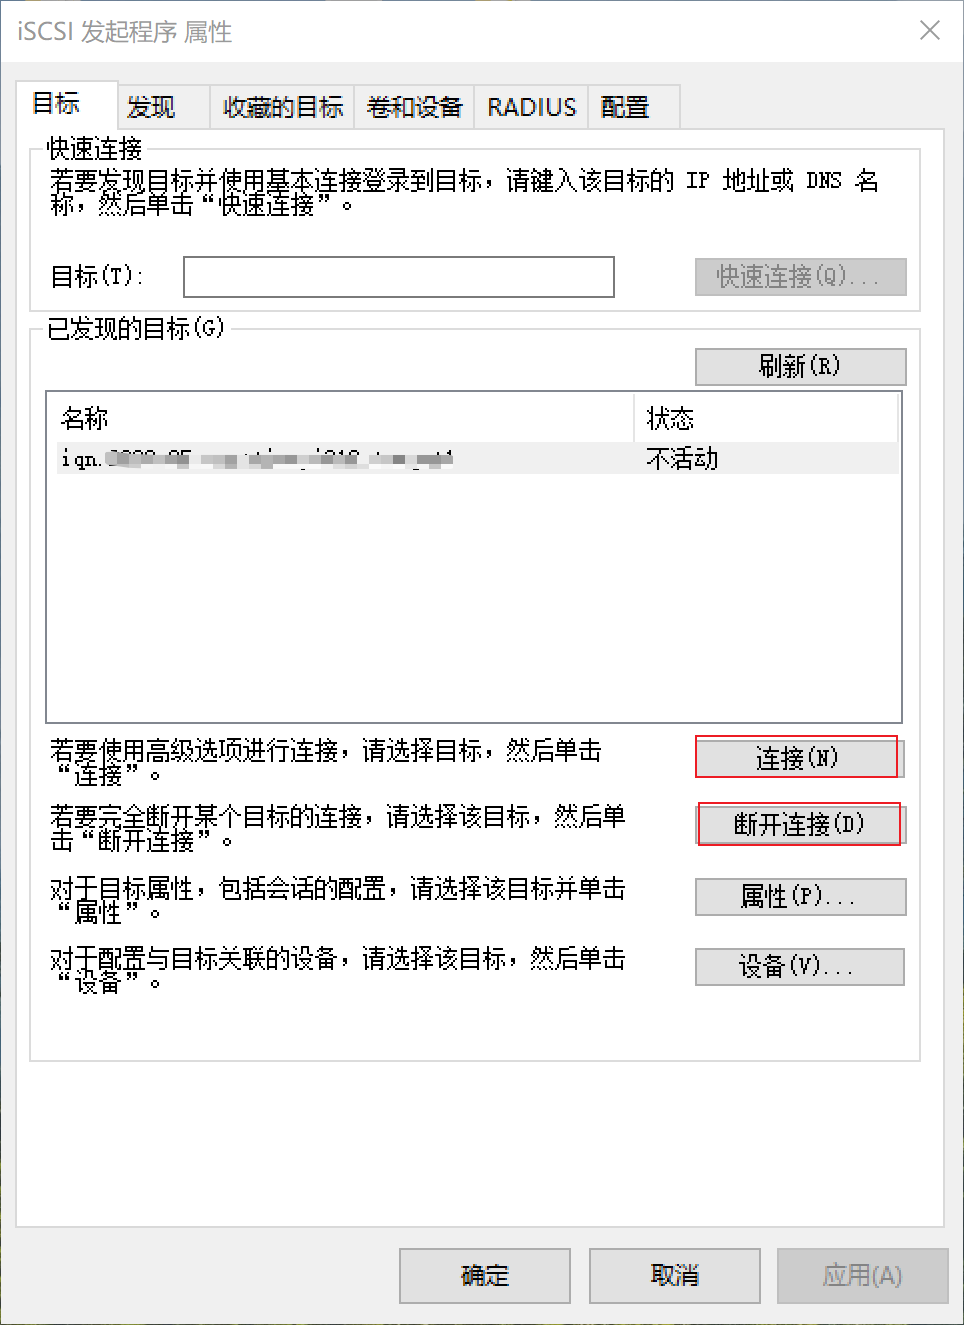 iSCSI 发起程序 属性
目标 发现 收藏的目标 卷和设备 RADIUS 配置
快速连接
若要发现目标并使用基本连接登录到目标，请键入该目标的 IP 地址或 DNS 名
称，然后单击“快速连接”。
目标(T):
快速连接(Q)...
已发现的目标(G)
刷新(R)
名称 状态
iqn. 不活动
若要使用高级选项进行连接，请选择目标，然后单击
“连接”。
连接(N)
若要完全断开某个目标的连接，请选择该目标，然后单
击“断开连接”。
断开连接(D)
对于目标属性，包括会话的配置，请选择该目标并单击
“属性”。
属性(P)...
对于配置与目标关联的设备，请选择该目标，然后单击
“设备”。
设备(V)...
确定 取消 应用(A)